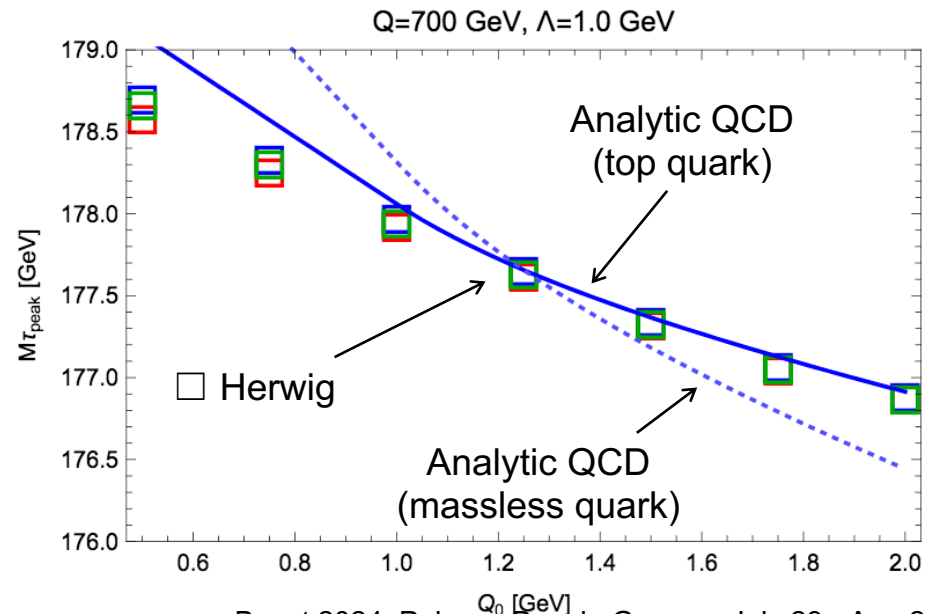 Q=700 GeV, Λ=1.0 GeV
179.0
178.5
178.0
177.5
177.0
176.5
176.0
Mτpeak [GeV]
Analytic QCD
(top quark)
□ Herwig
Analytic QCD
(massless quark)
0.6 0.8 1.0 1.2 1.4 1.6 1.8 2.0
Q0 [GeV]